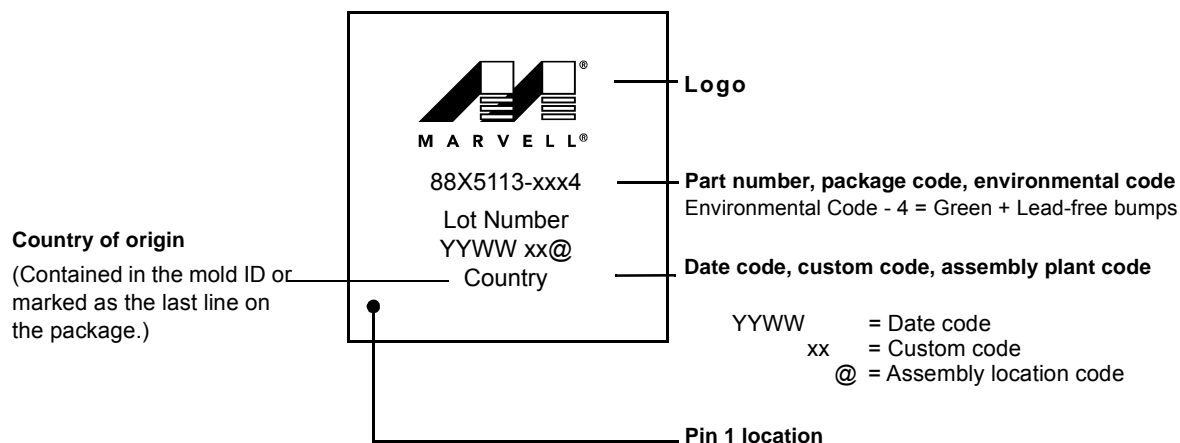 ®
MARVELL®
88X5113-xxx4
Lot Number
YYWW xx@
Country
Logo
Part number, package code, environmental code
Environmental Code - 4 = Green + Lead-free bumps
Country of origin
(Contained in the mold ID or
marked as the last line on
the package.)
Date code, custom code, assembly plant code
YYWW = Date code
xx = Custom code
@ = Assembly location code
Pin 1 location